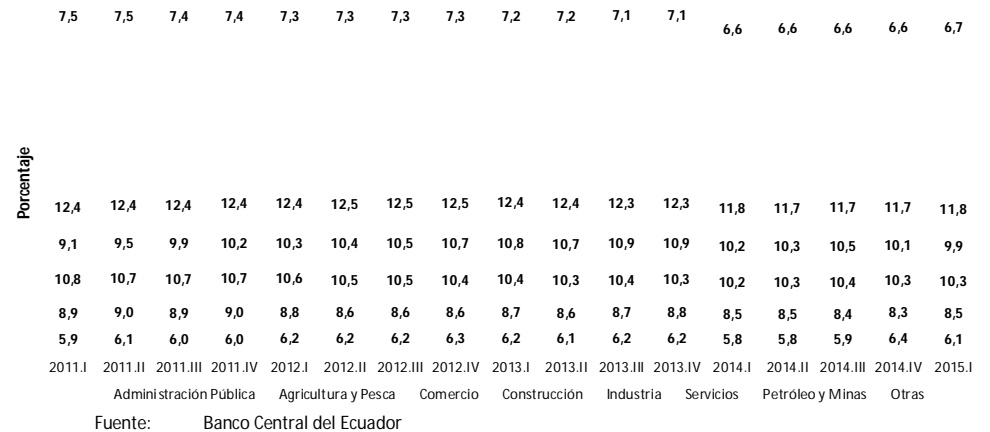 7,5 7,5 7,4 7,4 7,3 7,3 7,3 7,3 7,2 7,2 7,1 7,1 6,6 6,6 6,6 6,6 6,7
Porcentaje
12,4 12,4 12,4 12,4 12,4 12,5 12,5 12,5 12,4 12,4 12,3 12,3 11,8 11,7 11,7 11,7 11,8
9,1 9,5 9,9 10,2 10,3 10,4 10,5 10,7 10,8 10,7 10,9 10,9 10,2 10,3 10,5 10,1 9,9
10,8 10,7 10,7 10,7 10,6 10,5 10,5 10,4 10,4 10,3 10,4 10,3 10,2 10,3 10,4 10,3 10,3
8,9 9,0 8,9 9,0 8,8 8,6 8,6 8,6 8,7 8,6 8,7 8,8 8,5 8,5 8,4 8,3 8,5
5,9 6,1 6,0 6,0 6,2 6,2 6,2 6,3 6,2 6,1 6,2 6,2 5,8 5,8 5,9 6,4 6,1
2011.I 2011.II 2011.III 2011.IV 2012.I 2012.II 2012.III 2012.IV 2013.I 2013.II 2013.III 2013.IV 2014.I 2014.II 2014.III 2014.IV 2015.I
Administración Pública Agricultura y Pesca Comercio Construcción Industria Servicios Petróleo y Minas Otras
Fuente: Banco Central del Ecuador